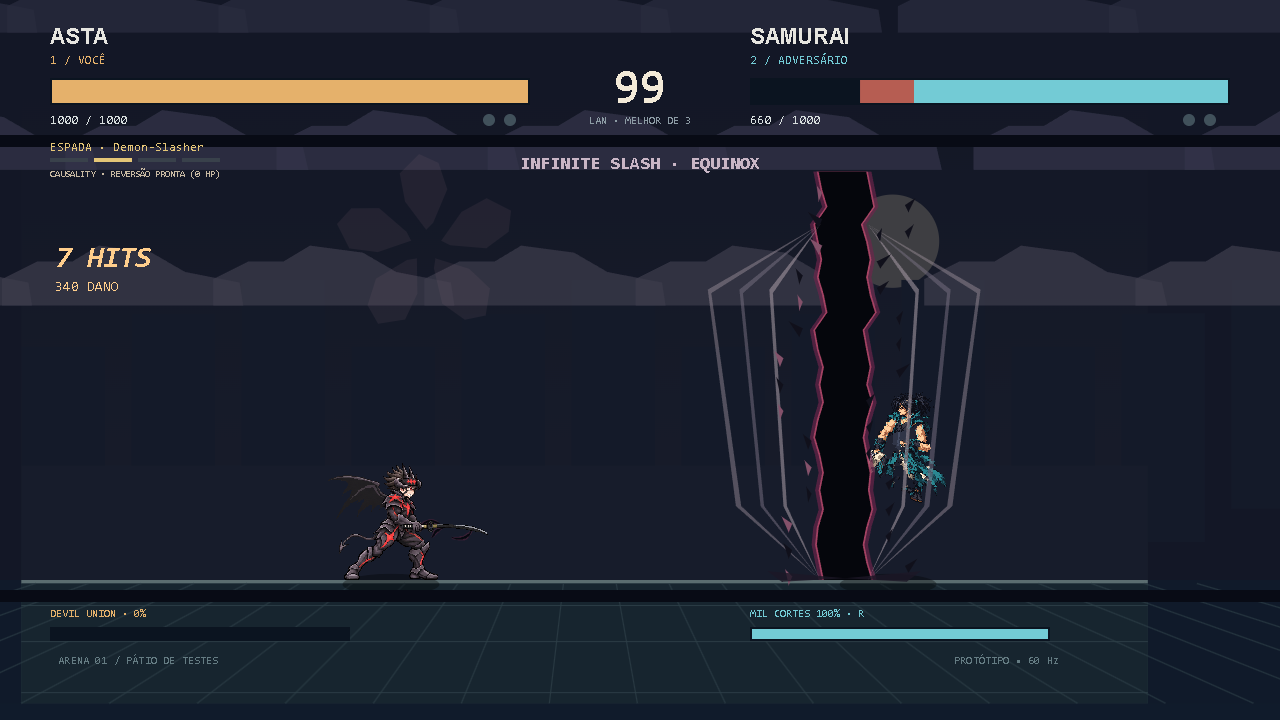 ASTA
1 / VOCÊ
1000 / 1000
99
LAN · MELHOR DE 3
SAMURAI
2 / ADVERSÁRIO
660 / 1000
ESPADA · Demon-Slasher
CAUSALITY · REVERSÃO PRONTA (0 HP)
INFINITE SLASH · EQUINOX
7 HITS
340 DANO
DEVIL UNION · 0%
MIL CORTES 100% · R
ARENA 01 / PÁTIO DE TESTES
PROTÓTIPO • 60 Hz